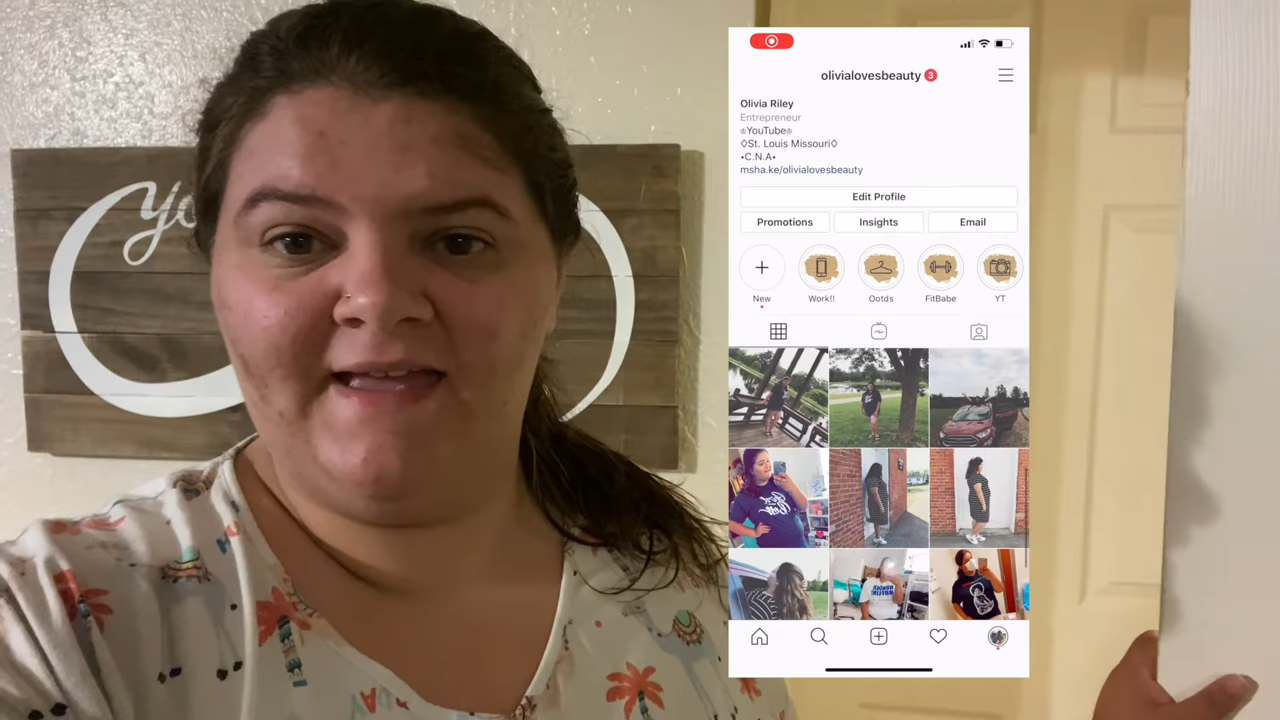 yo
olivialovesbeauty 3
Olivia Riley
Entrepreneur
♔YouTube♔
◊St. Louis Missouri◊
•C.N.A•
msha.ke/olivialovesbeauty
Edit Profile
Promotions Insights Email
New Work!! Ootds FitBabe YT